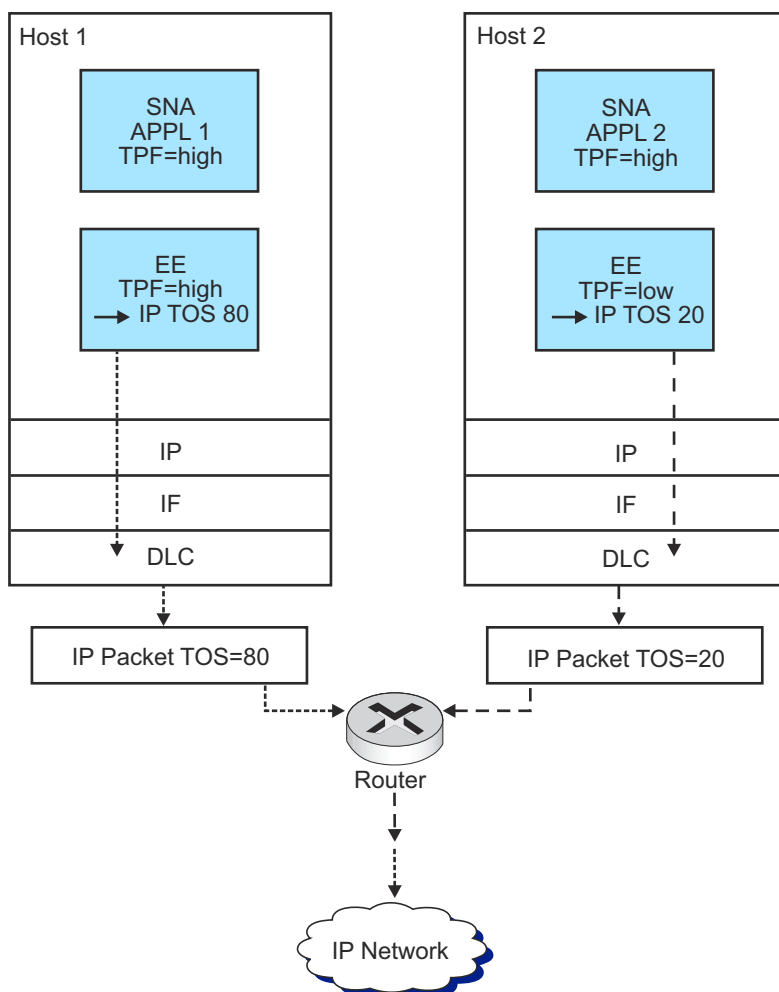 Host 1
SNA
APPL 1
TPF=high
EE
TPF=high
IP TOS 80
IP
IF
DLC
IP Packet TOS=80
Host 2
SNA
APPL 2
TPF=high
EE
TPF=low
IP TOS 20
IP
IF
DLC
IP Packet TOS=20
Router
IP Network